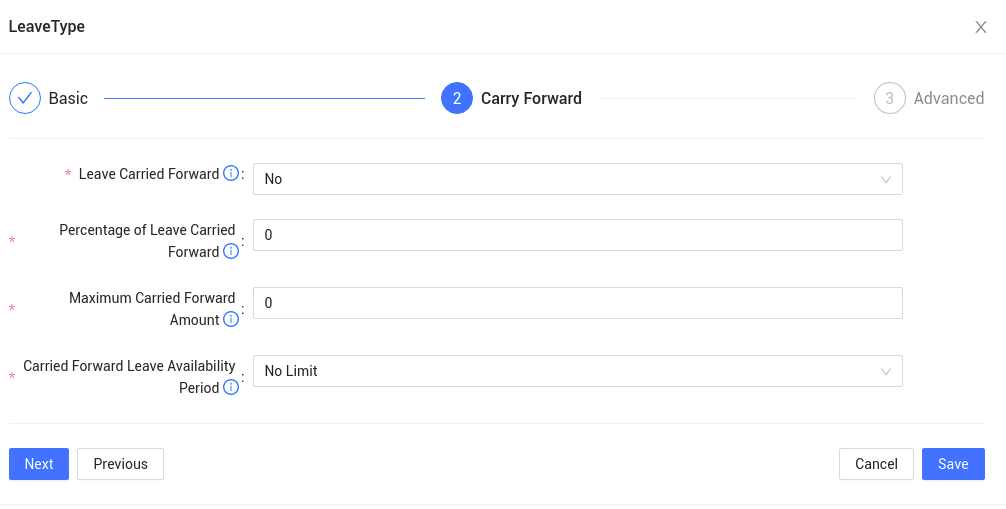 LeaveType
Basic
2 Carry Forward
3 Advanced
* Leave Carried Forward : No
* Percentage of Leave Carried
Forward : 0
* Maximum Carried Forward
Amount : 0
* Carried Forward Leave Availability
Period : No Limit
Next Previous Cancel Save